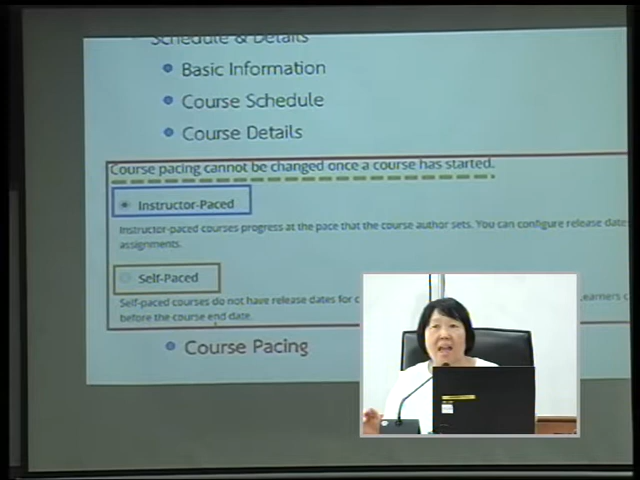 Schedule & Details
Basic Information
Course Schedule
Course Details
Course pacing cannot be changed once a course has started.
Instructor-Paced
Instructor-paced courses progress at the pace that the course author sets. You can configure release date
assignments.
Self-Paced
Self-paced courses do not have release dates for c
earners c
before the course end date.
Course Pacing